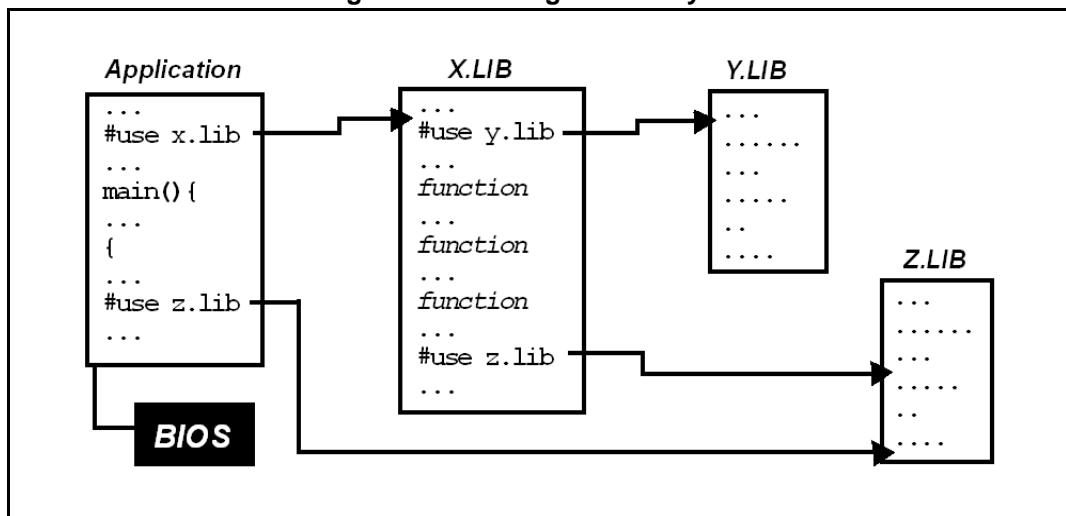 Application
...
#use x.lib
...
main(){
...
{
...
#use z.lib
...
BIOS
X.LIB
...
#use y.lib
...
function
...
function
...
function
...
#use z.lib
...
Y.LIB
...
......
...
.....
..
....
Z.LIB
...
......
...
.....
..
....